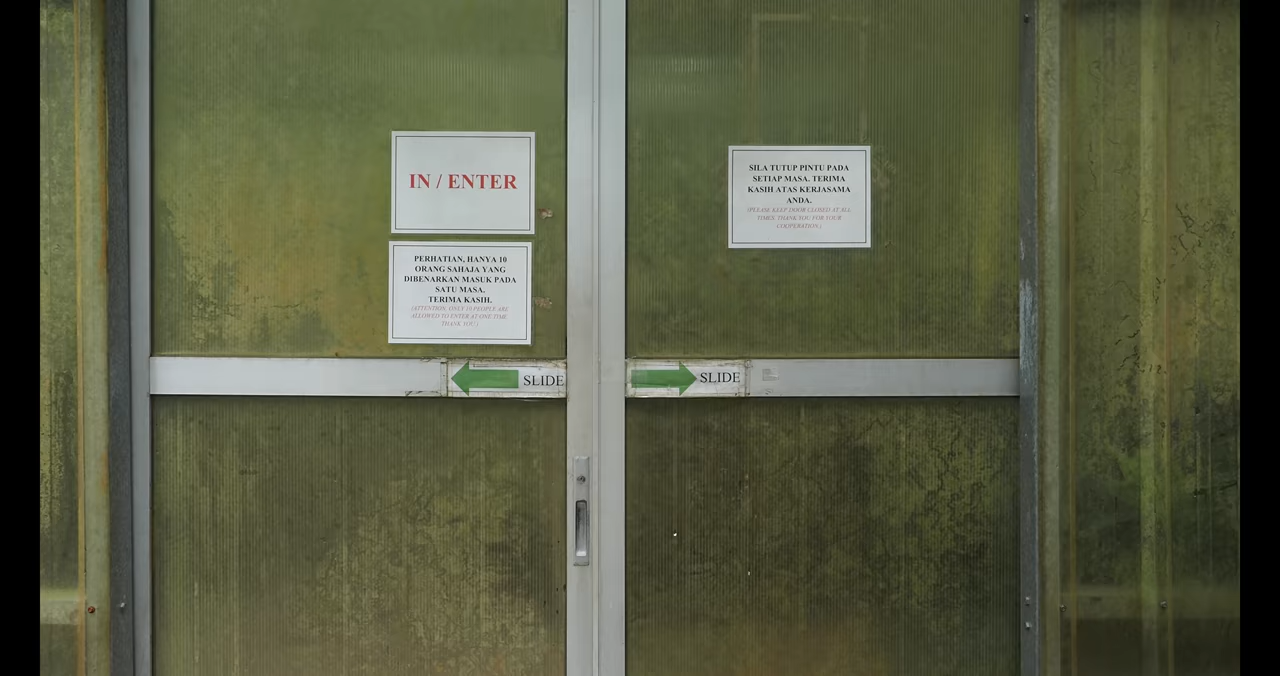 IN / ENTER
PERHATIAN, HANYA 10
ORANG SAHAJA YANG
DIBENARKAN MASUK PADA
SATU MASA.
TERIMA KASIH.
(ATTENTION, ONLY 10 PEOPLE ARE
ALLOWED TO ENTER AT ONE TIME.
THANK YOU.)
SLIDE
SILA TUTUP PINTU PADA
SETIAP MASA. TERIMA
KASIH ATAS KERJASAMA
ANDA.
(PLEASE KEEP DOOR CLOSED AT ALL
TIMES. THANK YOU FOR YOUR
COOPERATION.)
SLIDE